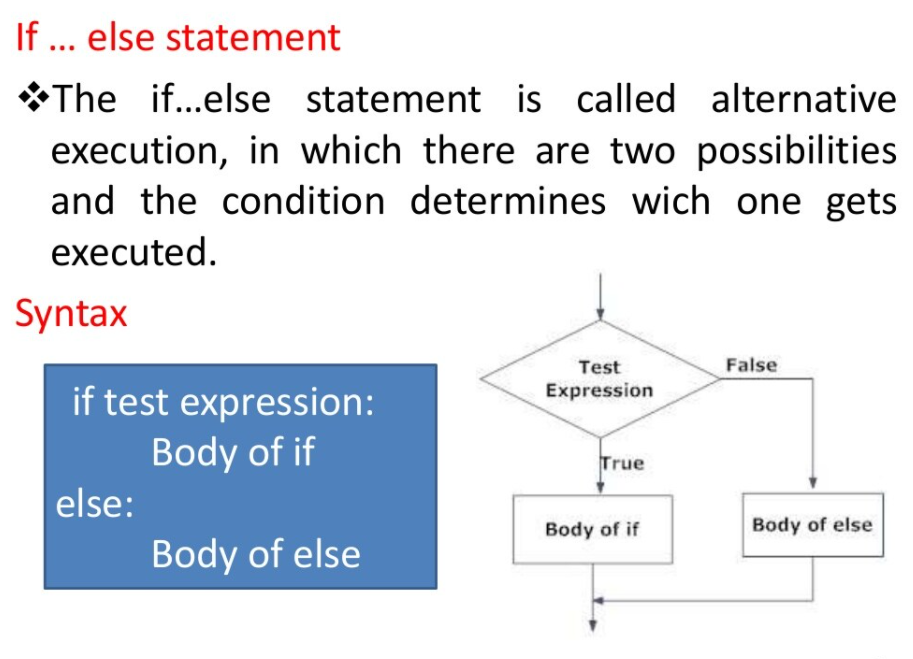 If ... else statement
❖The if...else statement is called alternative
execution, in which there are two possibilities
and the condition determines wich one gets
executed.
Syntax
if test expression:
Body of if
else:
Body of else
Test
Expression
False
True
Body of if
Body of else